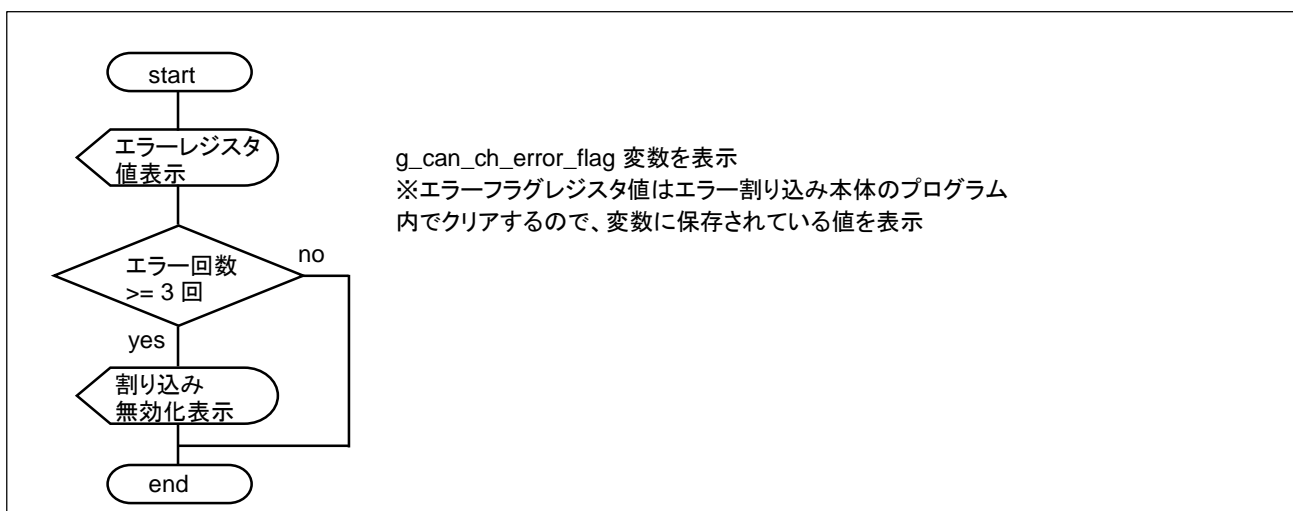 start
エラーレジスタ
値表示
g_can_ch_error_flag 変数を表示
※エラーフラグレジスタ値はエラー割り込み本体のプログラム
内でクリアするので、変数に保存されている値を表示
エラー回数
>= 3 回
no
yes
割り込み
無効化表示
end